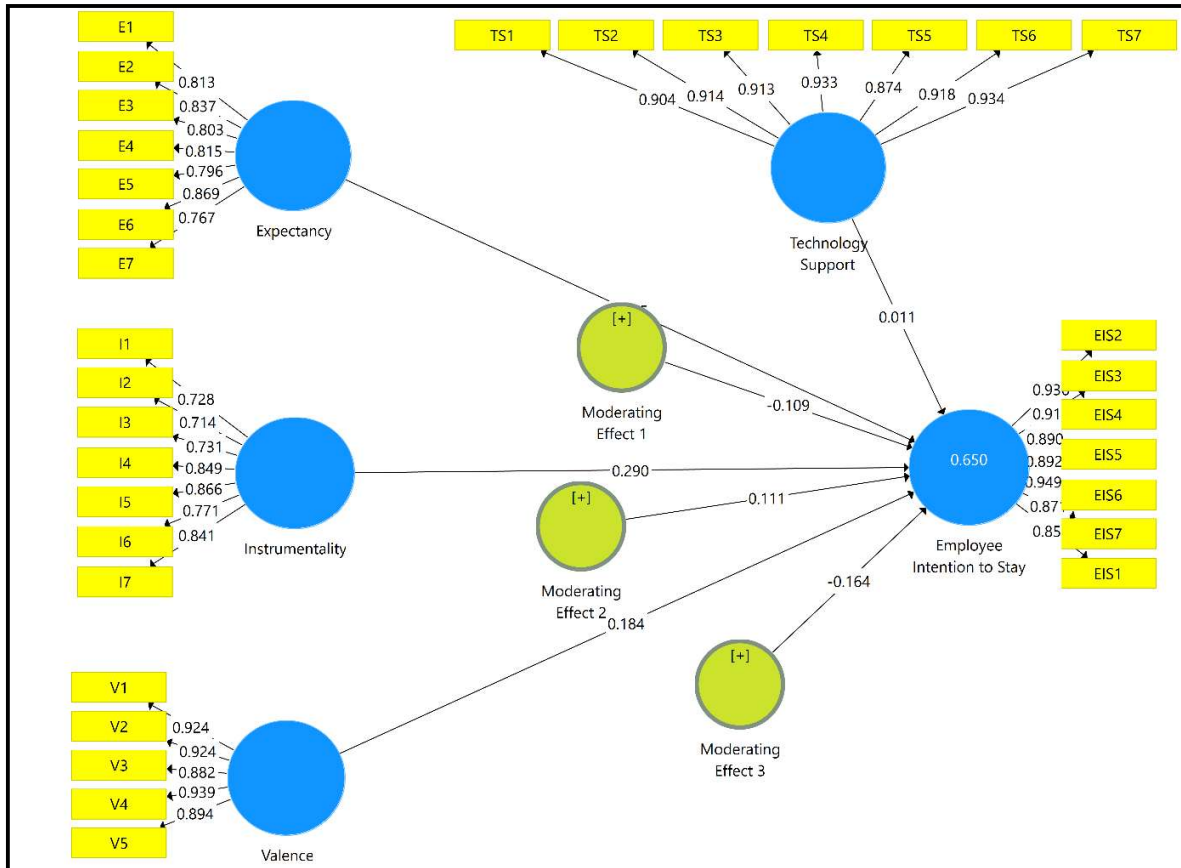 E1
E2
E3
E4
E5
E6
E7
0.813
0.837
0.803
0.815
0.796
0.869
0.767
Expectancy
TS1
TS2
TS3
TS4
TS5
TS6
TS7
0.904
0.914
0.913
0.933
0.874
0.918
0.934
Technology
Support
0.011
[+]
Moderating
Effect 1
-0.109
I1
I2
I3
I4
I5
I6
I7
0.728
0.714
0.731
0.849
0.866
0.771
0.841
Instrumentality
0.290
[+]
Moderating
Effect 2
0.111
0.184
-0.164
[+]
Moderating
Effect 3
0.650
Employee
Intention to Stay
0.890
0.892
0.949
EIS2
EIS3
EIS4
EIS5
EIS6
EIS7
EIS1
V1
V2
V3
V4
V5
0.924
0.924
0.882
0.939
0.894
Valence